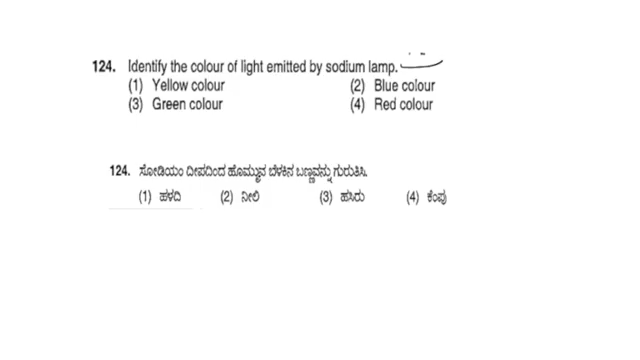 124. Identify the colour of light emitted by sodium lamp.
(1) Yellow colour (2) Blue colour
(3) Green colour (4) Red colour
124. ಸೋಡಿಯಂ ದೀಪದಿಂದ ಹೊಮ್ಮುವ ಬೆಳಕಿನ ಬಣ್ಣವನ್ನು ಗುರುತಿಸಿ.
(1) ಹಳದಿ (2) ನೀಲಿ (3) ಹಸಿರು (4) ಕೆಂಪು